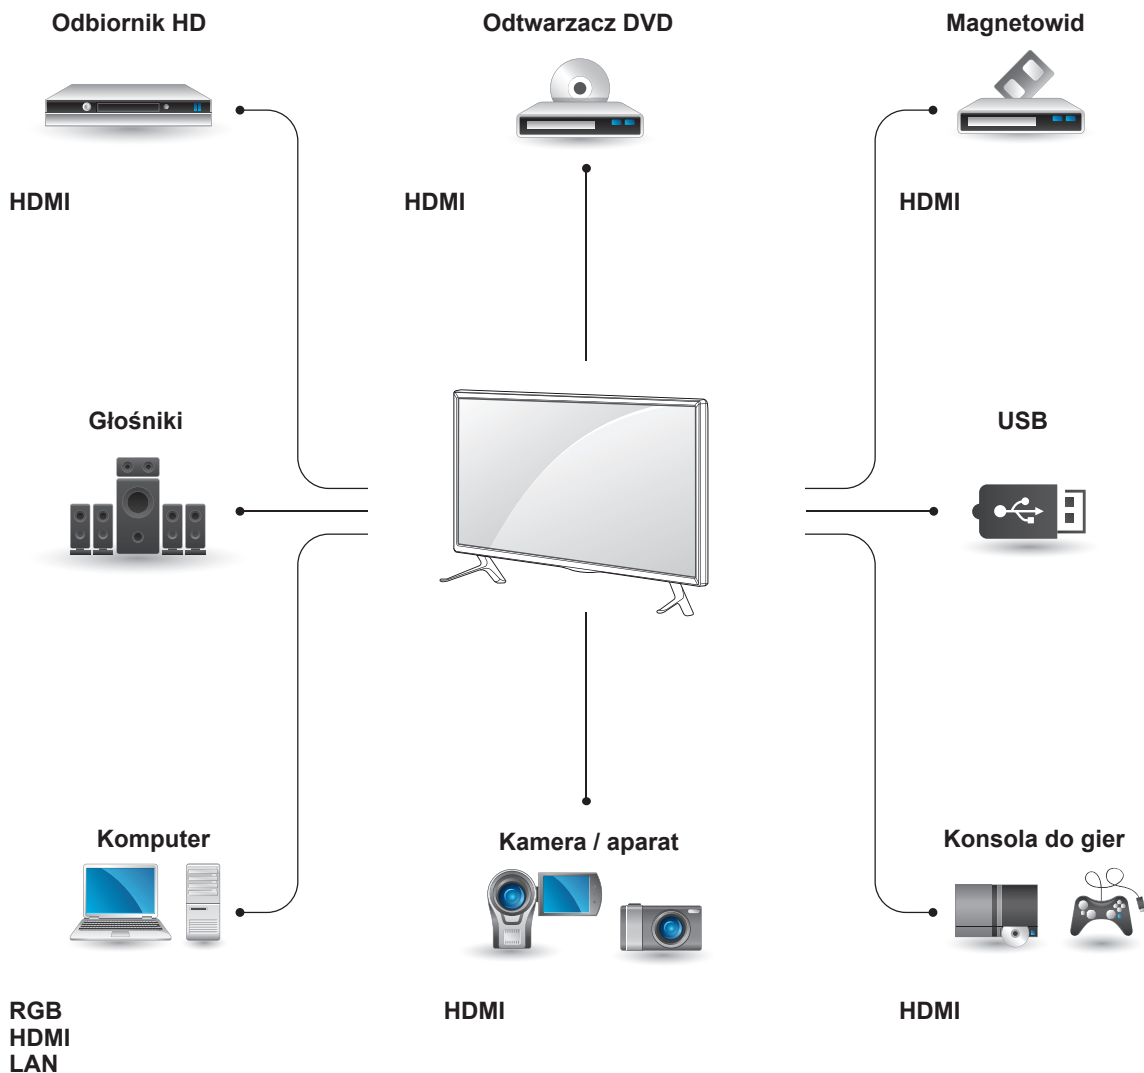 Odbiornik HD
HDMI
Odtwarzacz DVD
HDMI
Magnetowid
HDMI
Głośniki
USB
Komputer
RGB
HDMI
LAN
Kamera / aparat
HDMI
Konsola do gier
HDMI